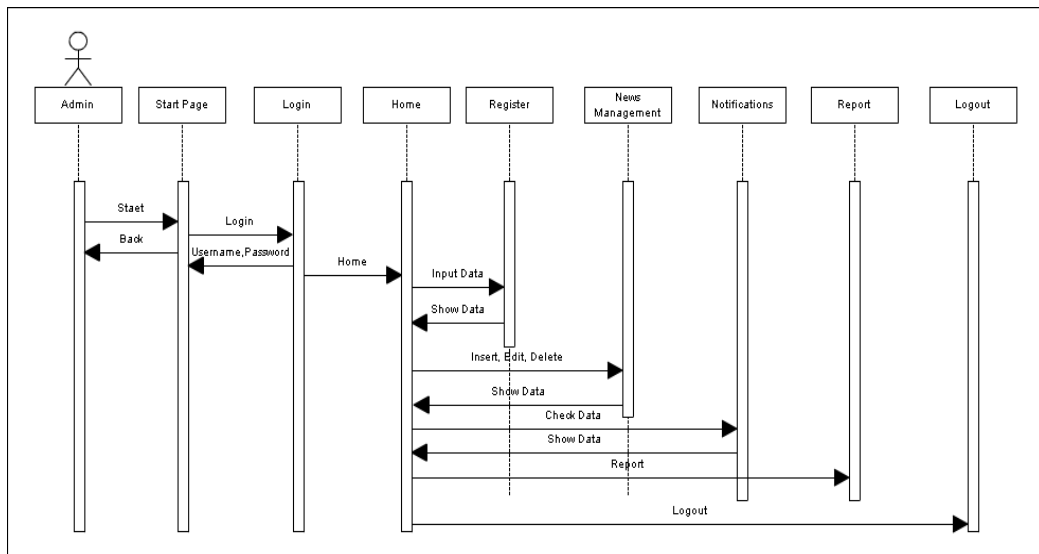 Admin
Start Page
Login
Home
Register
News
Management
Notifications
Report
Logout
Staet
Login
Back
Username,Password
Home
Input Data
Show Data
Insert, Edit, Delete
Show Data
Check Data
Show Data
Report
Logout